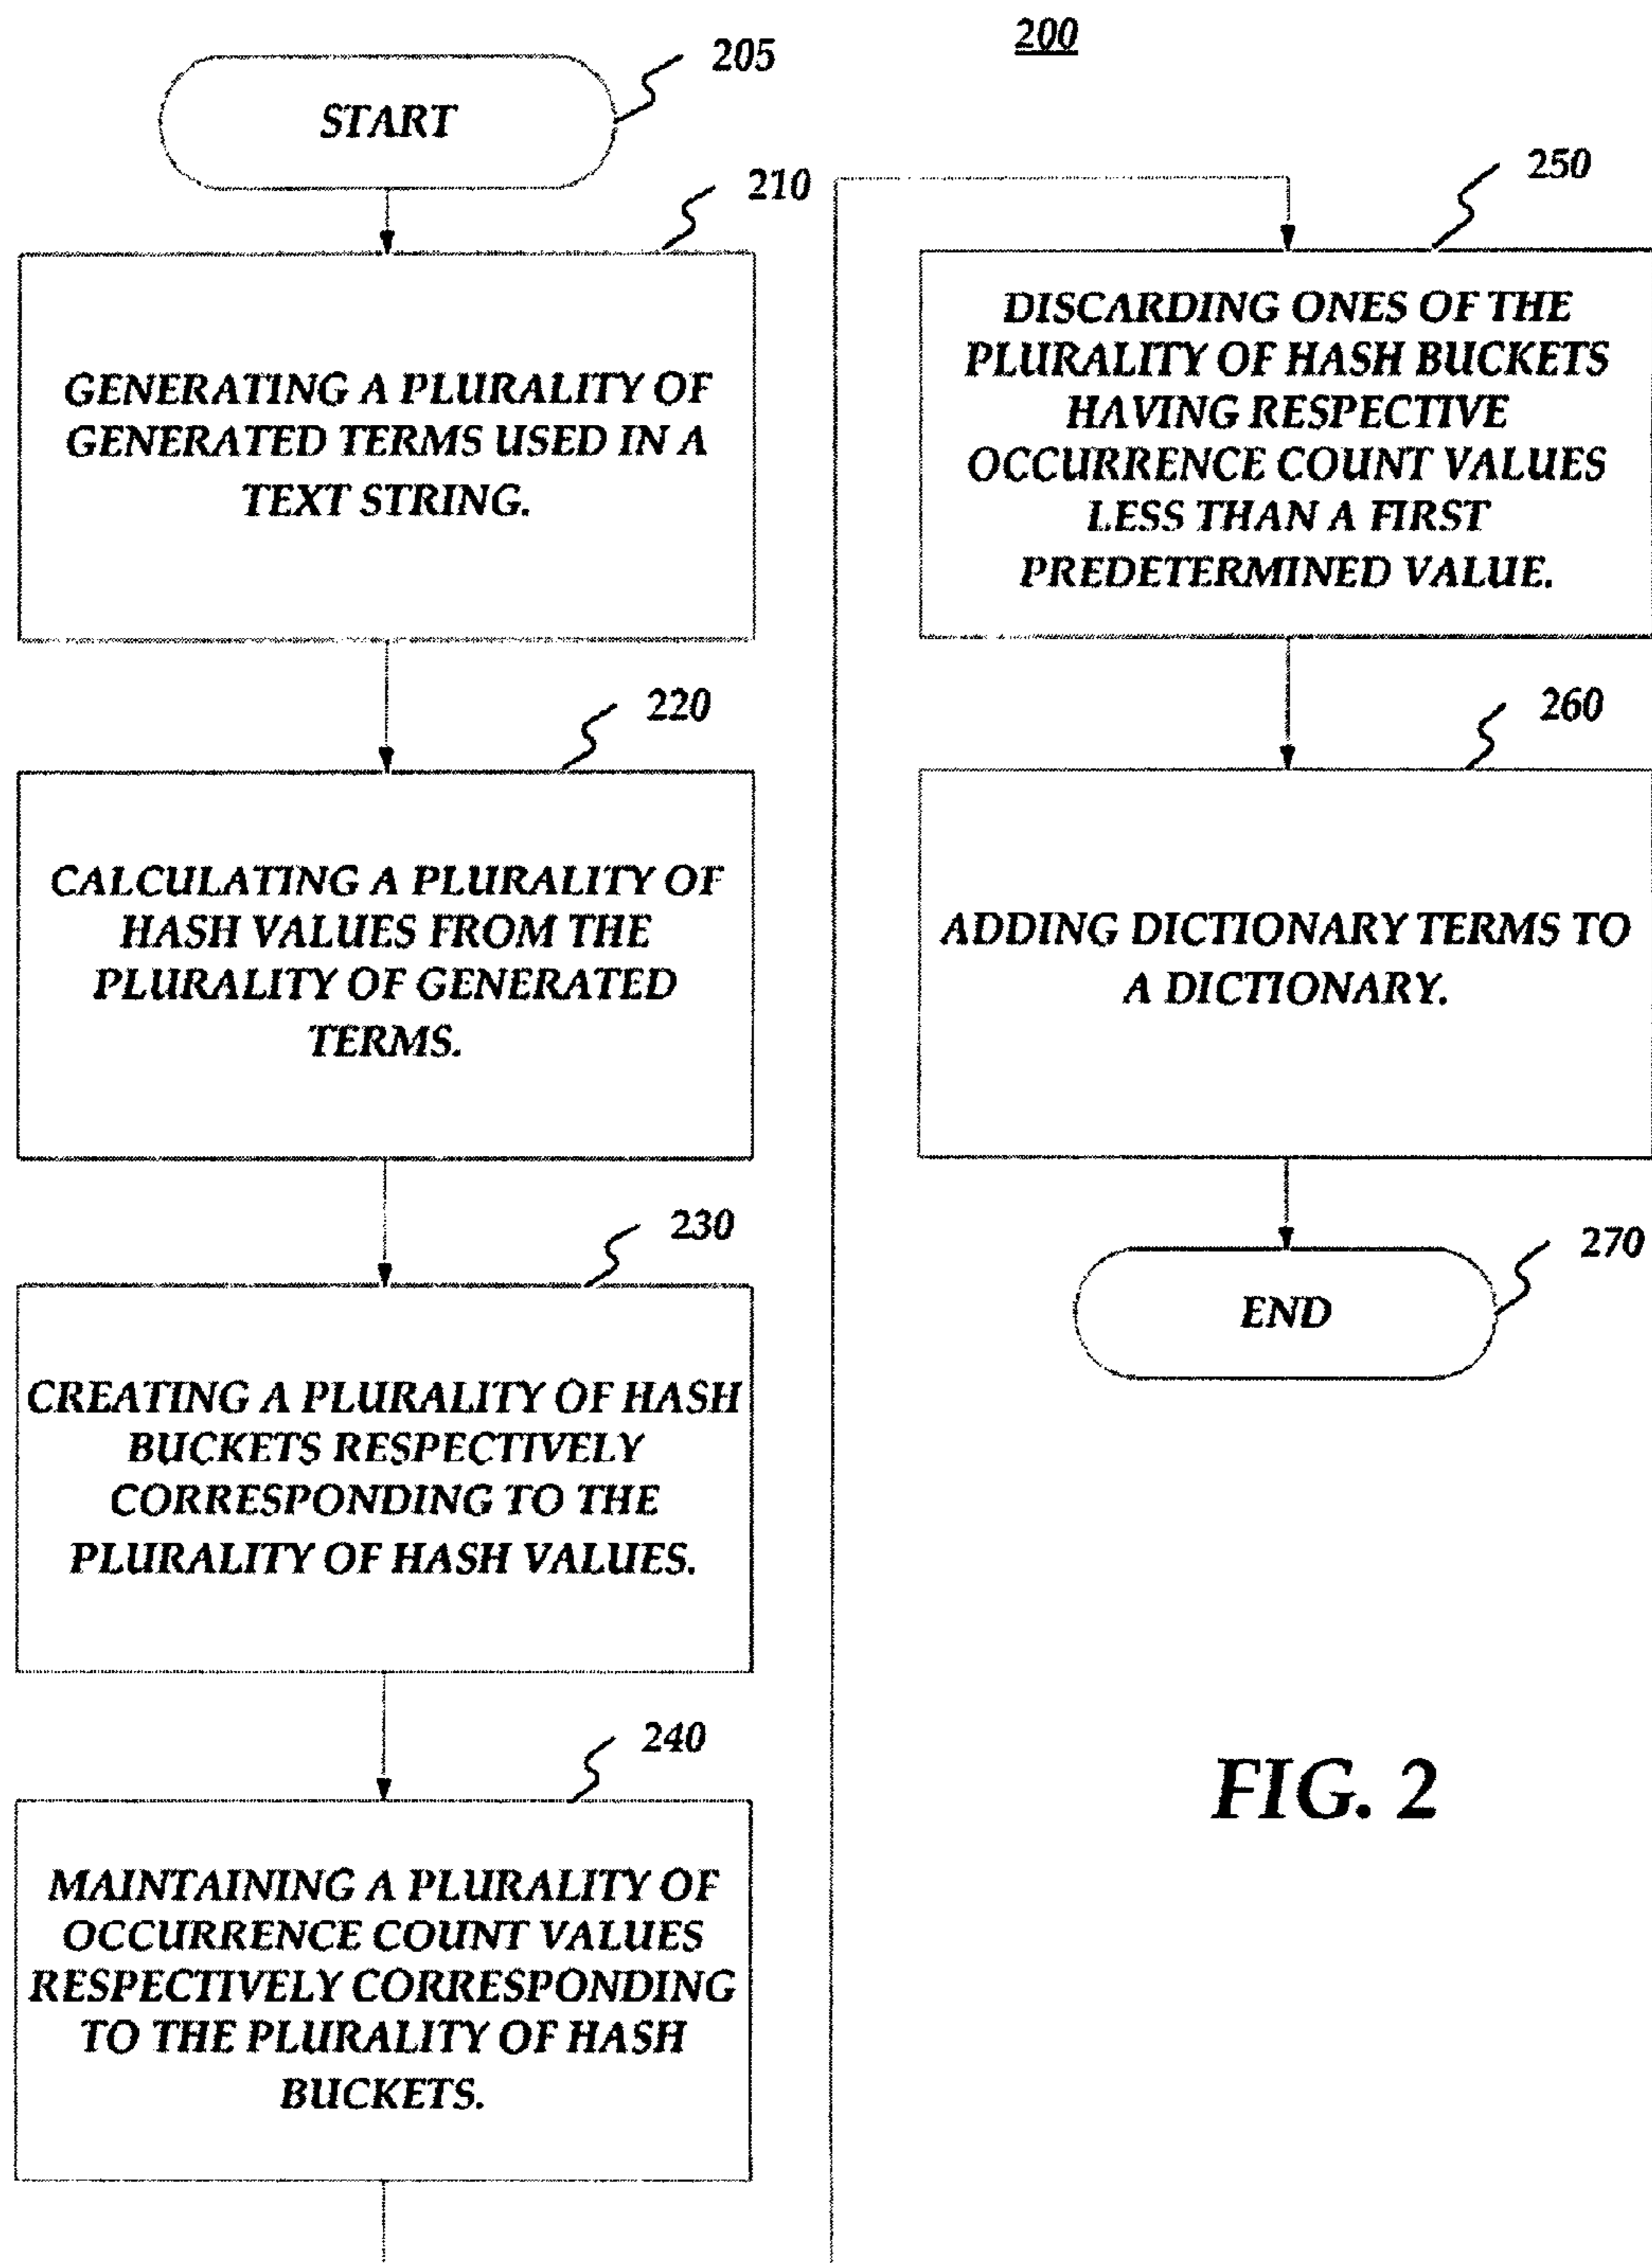 200
205
START
210
GENERATING A PLURALITY OF
GENERATED TERMS USED IN A
TEXT STRING.
220
CALCULATING A PLURALITY OF
HASH VALUES FROM THE
PLURALITY OF GENERATED
TERMS.
230
CREATING A PLURALITY OF HASH
BUCKETS RESPECTIVELY
CORRESPONDING TO THE
PLURALITY OF HASH VALUES.
240
MAINTAINING A PLURALITY OF
OCCURRENCE COUNT VALUES
RESPECTIVELY CORRESPONDING
TO THE PLURALITY OF HASH
BUCKETS.
250
DISCARDING ONES OF THE
PLURALITY OF HASH BUCKETS
HAVING RESPECTIVE
OCCURRENCE COUNT VALUES
LESS THAN A FIRST
PREDETERMINED VALUE.
260
ADDING DICTIONARY TERMS TO
A DICTIONARY.
270
END
FIG. 2